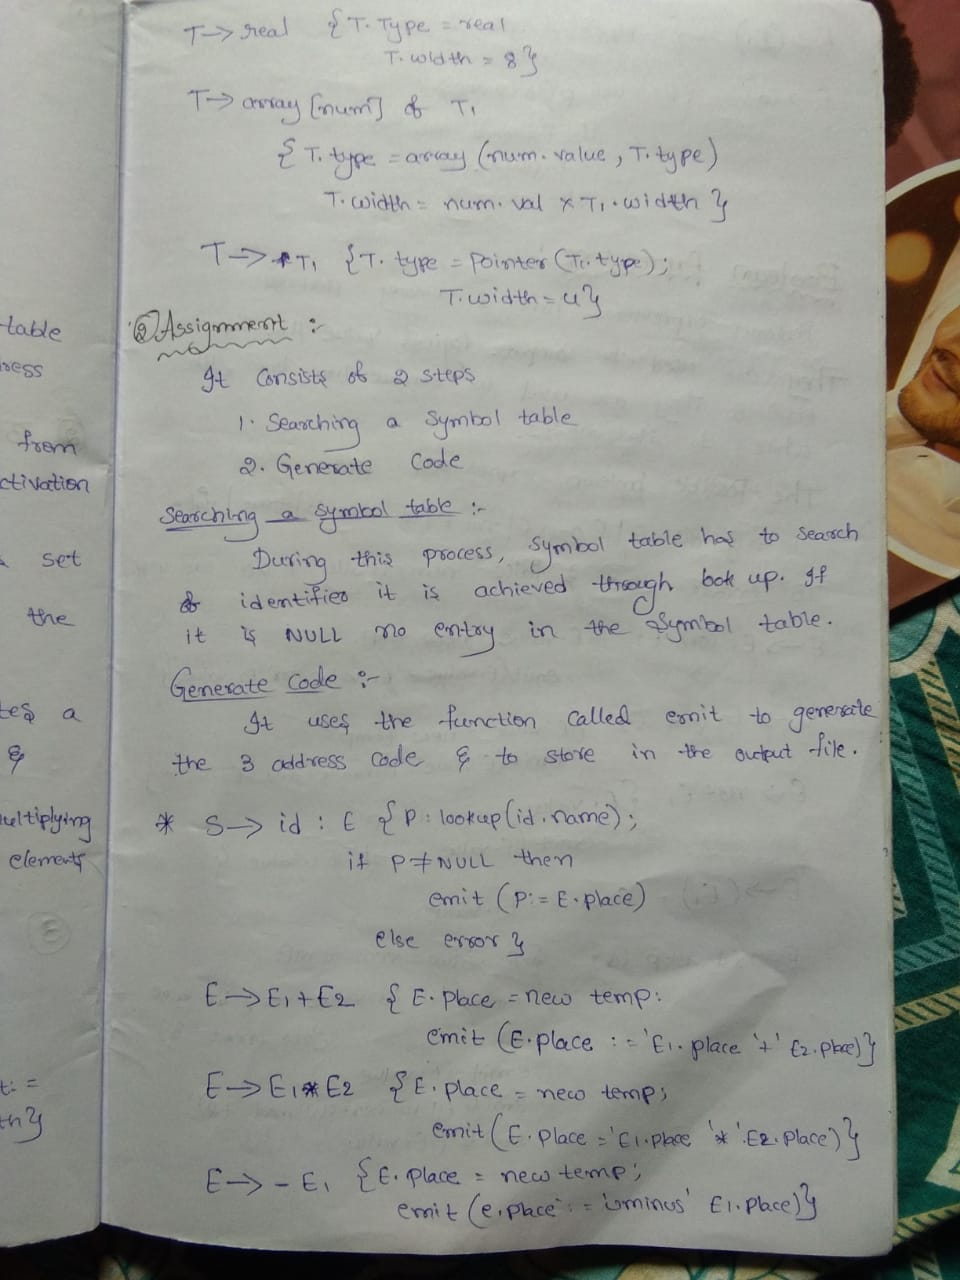 T→ real {T.Type = real
T.width = 8}
T→ array [num] of T1
{T.type = array (num.value, T.type)
T.width = num.val × T1.width}
T→ *T1 {T.type = Pointer (T1.type);
T.width = 4}
② Assignment :-
It Consists of 2 steps
1. Searching a Symbol table
2. Generate Code
Searching a symbol table :-
During this process, symbol table has to search
& identifies it is achieved through look up. If
it is NULL no entry in the symbol table.
Generate code :-
It uses the function called emit to generate
the 3 address code & to store in the output file.
* S→ id : E {P : lookup(id.name);
if P≠NULL then
emit (P:= E.place)
else error}
E→E1+E2 {E.Place = new temp:
emit (E.place := 'E1.place '+' E2.place)}
E→E1*E2 {E.place = new temp;
emit (E.place = 'E1.place '*' E2.place)}
E→ - E1 {E.place = new temp;
emit (e.place := 'uminus' E1.place)}
table
ress
from
ctivation
set
the
tes a
&
ultiplying
elements
t: =
th}